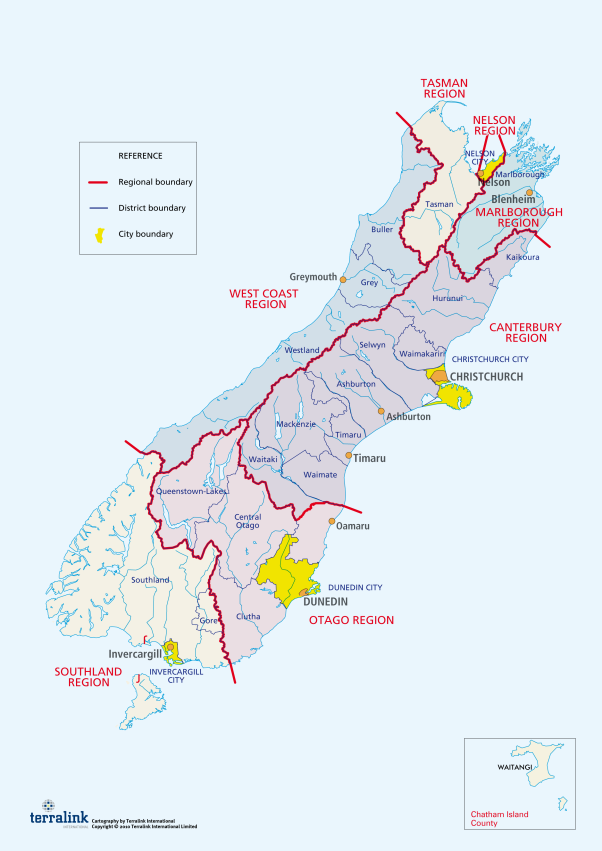 TASMAN
REGION
NELSON
REGION
REFERENCE
Regional boundary
District boundary
City boundary
NELSON
CITY
Nelson
Marlborough
Blenheim
MARLBOROUGH
REGION
Tasman
Buller
Kaikoura
Greymouth
Grey
WEST COAST
REGION
Hurunui
CANTERBURY
REGION
Selwyn
Westland
Waimakariri
CHRISTCHURCH CITY
CHRISTCHURCH
Ashburton
Ashburton
Mackenzie
Timaru
Timaru
Waitaki
Waimate
Queenstown-Lakes
Central
Otago
Oamaru
Southland
DUNEDIN CITY
DUNEDIN
Clutha
Gore
OTAGO REGION
Invercargill
SOUTHLAND
REGION
INVERCARGILL
CITY
WAITANGI
Chatham Island
County
terralink
INTERNATIONAL
Cartography by Terralink International
Copyright © 2010 Terralink International Limited